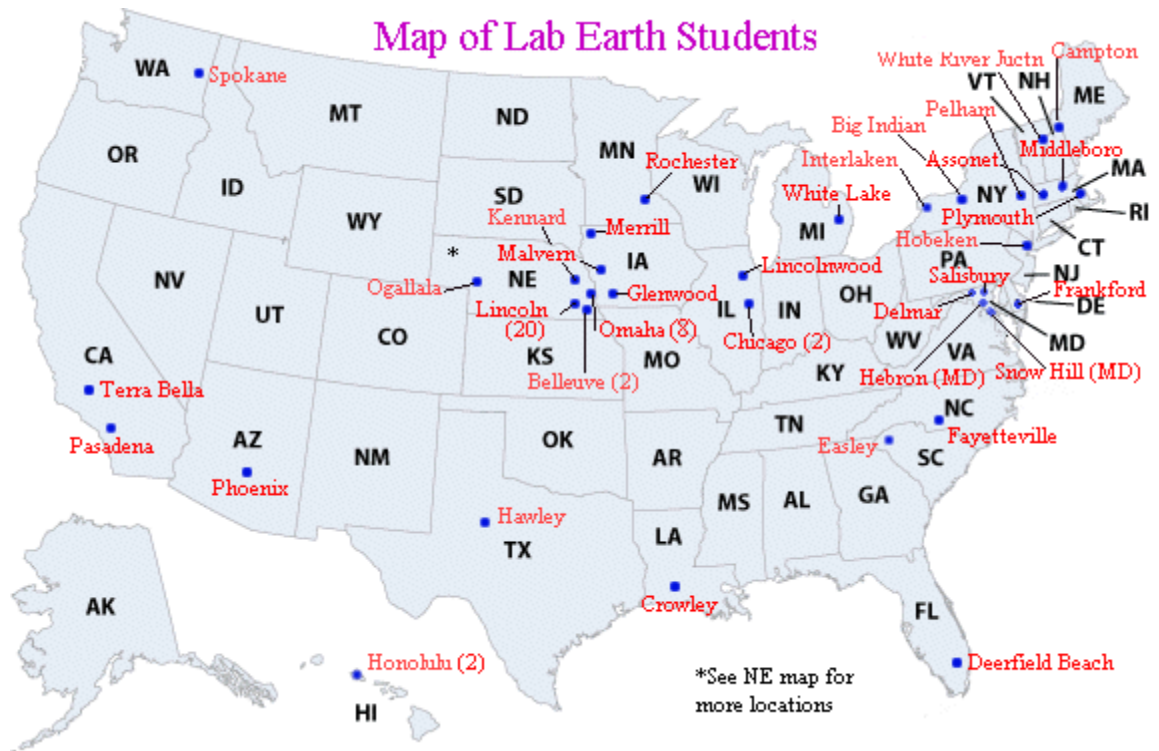 Map of Lab Earth Students
White River Juctn
Campton
WA
Spokane
VT
NH
ME
MT
ND
Pelham
OR
MN
Big Indian
Rochester
Interlaken
Assonet
Middleboro
MA
ID
SD
WI
White Lake
NY
WY
Kennard
Merrill
MI
Plymouth
RI
*
Malvern
IA
Hobeken
CT
NV
NE
Lincolnwood
PA
NJ
Ogallala
Glenwood
OH
Salisbury
Frankford
UT
Lincoln
(20)
Omaha (8)
IL
IN
Delmar
DE
CO
KS
Chicago (2)
WV
MD
CA
MO
VA
Terra Bella
Belleuve (2)
KY
Hebron (MD)
Snow Hill (MD)
NC
Pasadena
AZ
OK
TN
Fayetteville
NM
AR
Easley
SC
Phoenix
MS
AL
GA
Hawley
TX
LA
AK
Crowley
FL
Honolulu (2)
Deerfield Beach
HI
*See NE map for
more locations